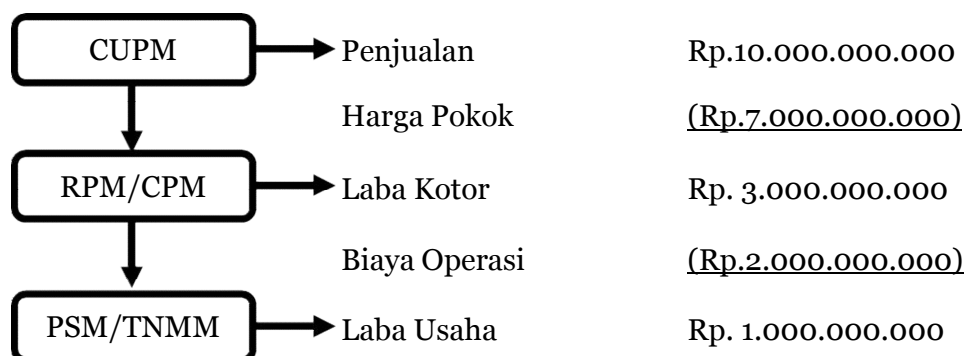 CUPM Penjualan Rp.10.000.000.000
Harga Pokok (Rp.7.000.000.000)
RPM/CPM Laba Kotor Rp. 3.000.000.000
Biaya Operasi (Rp.2.000.000.000)
PSM/TNMM Laba Usaha Rp. 1.000.000.000